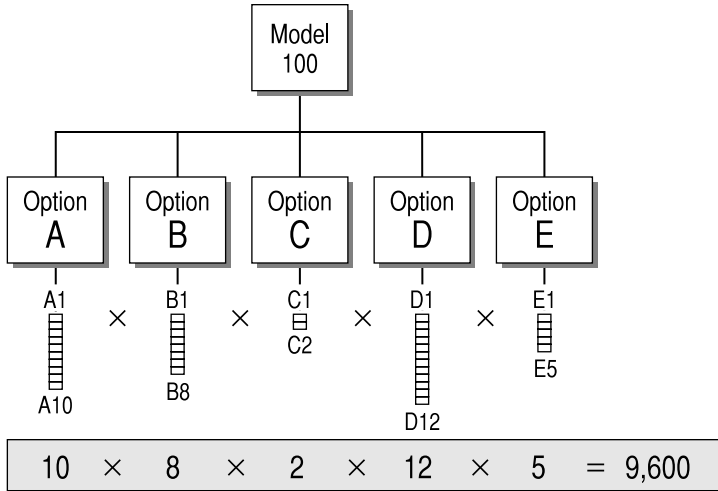 Model
100
Option
A
Option
B
Option
C
Option
D
Option
E
A1 × B1 × C1 × D1 × E1
C2
E5
B8
A10
D12
10 × 8 × 2 × 12 × 5 = 9,600